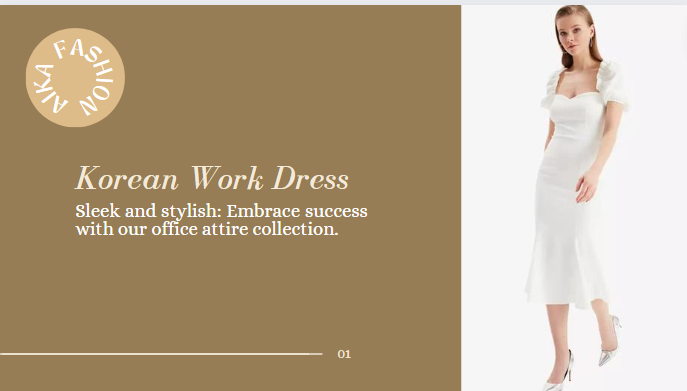 AIKA FASHION
Korean Work Dress
Sleek and stylish: Embrace success
with our office attire collection.
01